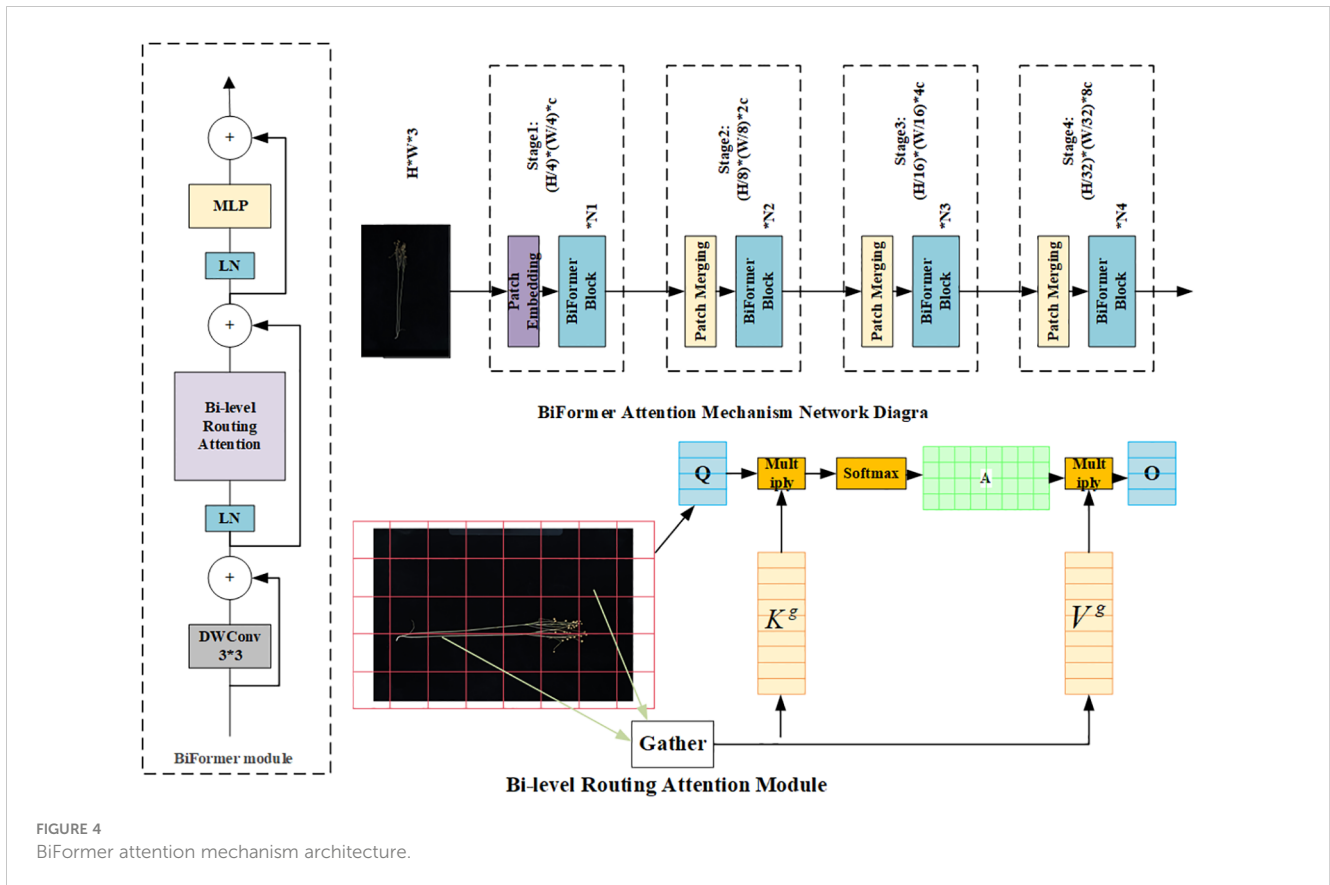 +
MLP
LN
+
Bi-level
Routing
Attention
LN
+
DWConv
3*3
BiFormer module
H*W*3
Stage1:
(H/4)*(W/4)*c
*N1
Patch
Embedding
BiFormer
Block
Stage2:
(H/8)*(W/8)*2c
*N2
Patch Merging
BiFormer
Block
Stage3:
(H/16)*(W/16)*4c
*N3
Patch Merging
BiFormer
Block
Stage4:
(H/32)*(W/32)*8c
*N4
Patch Merging
BiFormer
Block
BiFormer Attention Mechanism Network Diagra
Q
Mult
iply
Softmax
A
Mult
iply
O
K g
V g
Gather
Bi-level Routing Attention Module
FIGURE 4
BiFormer attention mechanism architecture.